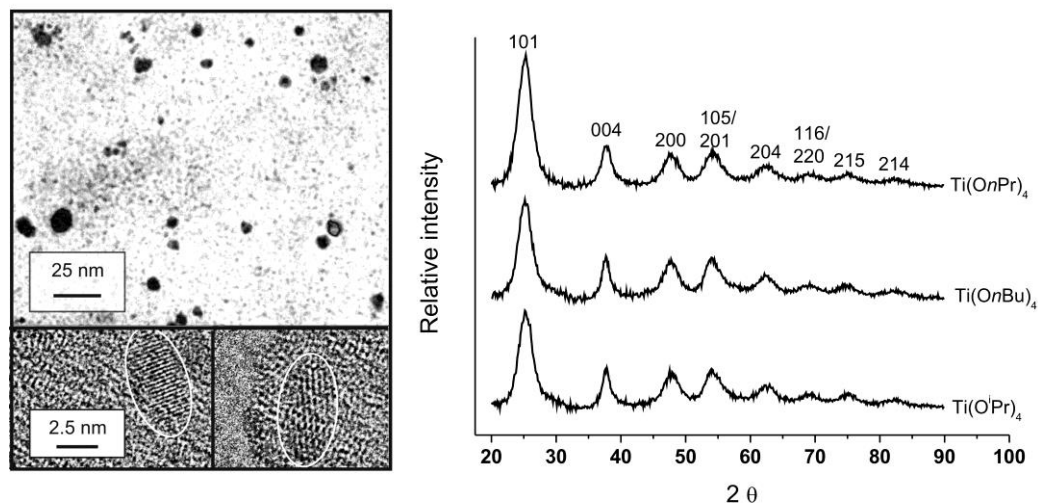 25 nm
2.5 nm
101
004
200
105/
201
204
116/
220
215
214
Ti(OnPr)₄
Ti(OnBu)₄
Ti(OⁱPr)₄
Relative intensity
20 30 40 50 60 70 80 90 100
2 θ